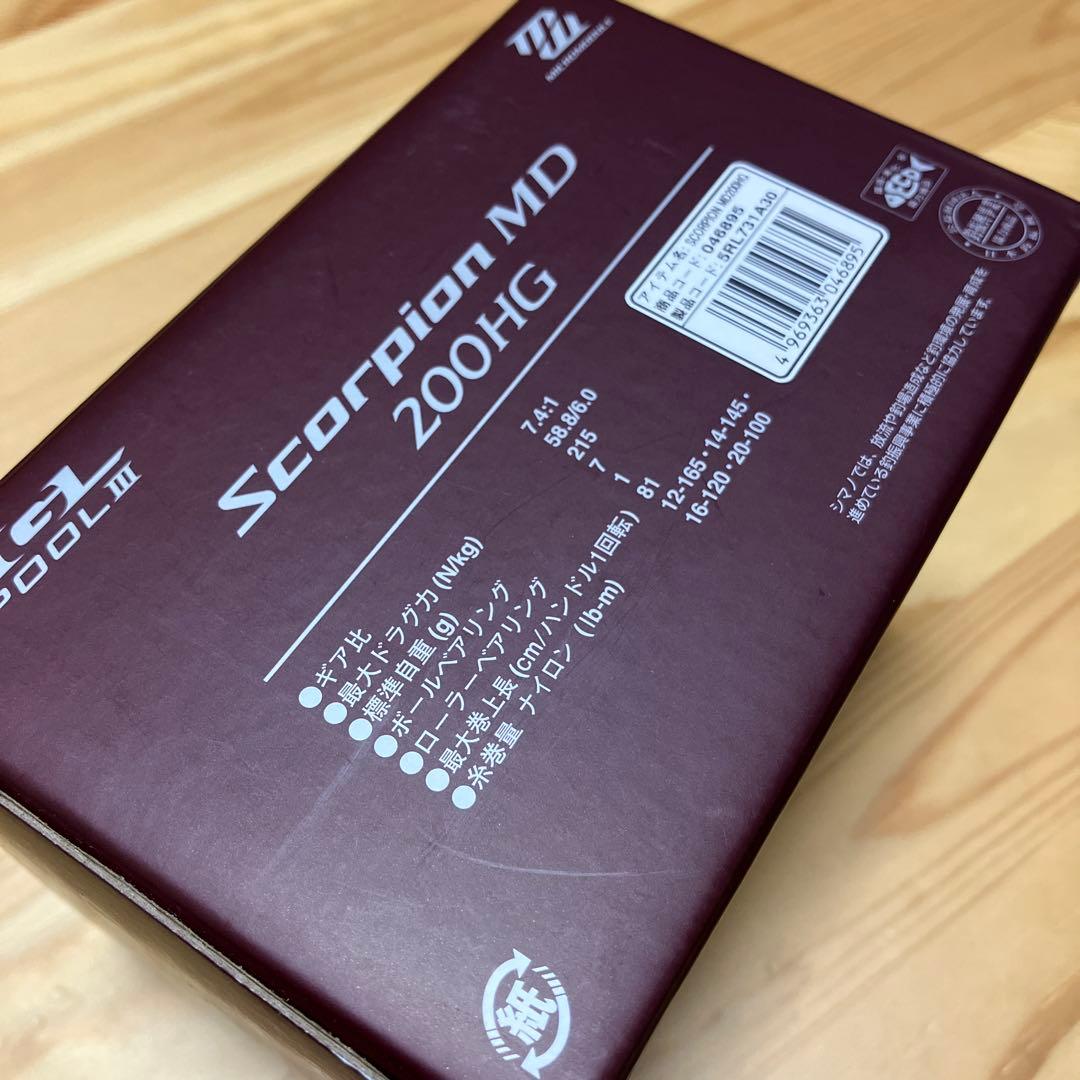 MICROMODULE
Scorpion MD
200HG
アイテム名: SCORPION MD200HG
商品コード: 046895
製品コード: 5RL731A30
4 969363 046895
POOL III
●ギア比 7.4:1
●最大ドラグ力 (N/kg) 58.8/6.0
●標準自重 (g) 215
●ボールベアリング 7
●ローラーベアリング 1
●最大巻上長 (cm/ハンドル1回転) 81
●糸巻量 ナイロン (lb-m) 12-165・14-145・
16-120・20-100
シマノでは、放流や釣場造成など釣環境の発展・育成を
進めている釣振興事業に積極的に協力しています。
紙